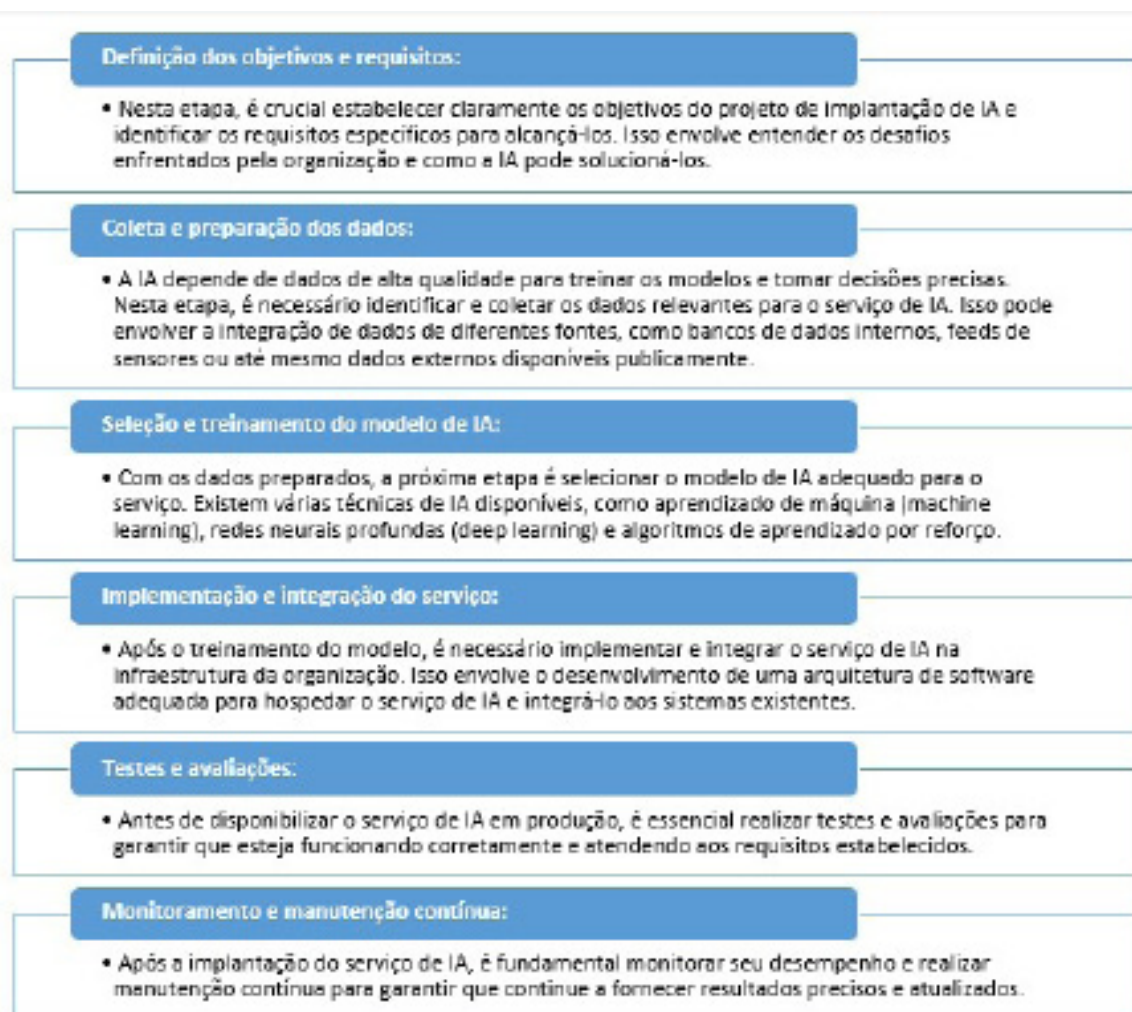 Definição dos objetivos e requisitos:
• Nesta etapa, é crucial estabelecer claramente os objetivos do projeto de implantação de IA e
identificar os requisitos específicos para alcançá-los. Isso envolve entender os desafios
enfrentados pela organização e como a IA pode solucioná-los.
Coleta e preparação dos dados:
• A IA depende de dados de alta qualidade para treinar os modelos e tomar decisões precisas.
Nesta etapa, é necessário identificar e coletar os dados relevantes para o serviço de IA. Isso pode
envolver a integração de dados de diferentes fontes, como bancos de dados internos, feeds de
sensores ou até mesmo dados externos disponíveis publicamente.
Seleção e treinamento do modelo de IA:
• Com os dados preparados, a próxima etapa é selecionar o modelo de IA adequado para o
serviço. Existem várias técnicas de IA disponíveis, como aprendizado de máquina (machine
learning), redes neurais profundas (deep learning) e algoritmos de aprendizado por reforço.
Implementação e integração do serviço:
• Após o treinamento do modelo, é necessário implementar e integrar o serviço de IA na
infraestrutura da organização. Isso envolve o desenvolvimento de uma arquitetura de software
adequada para hospedar o serviço de IA e integrá-lo aos sistemas existentes.
Testes e avaliações:
• Antes de disponibilizar o serviço de IA em produção, é essencial realizar testes e avaliações para
garantir que esteja funcionando corretamente e atendendo aos requisitos estabelecidos.
Monitoramento e manutenção contínua:
• Após a implantação do serviço de IA, é fundamental monitorar seu desempenho e realizar
manutenção contínua para garantir que continue a fornecer resultados precisos e atualizados.